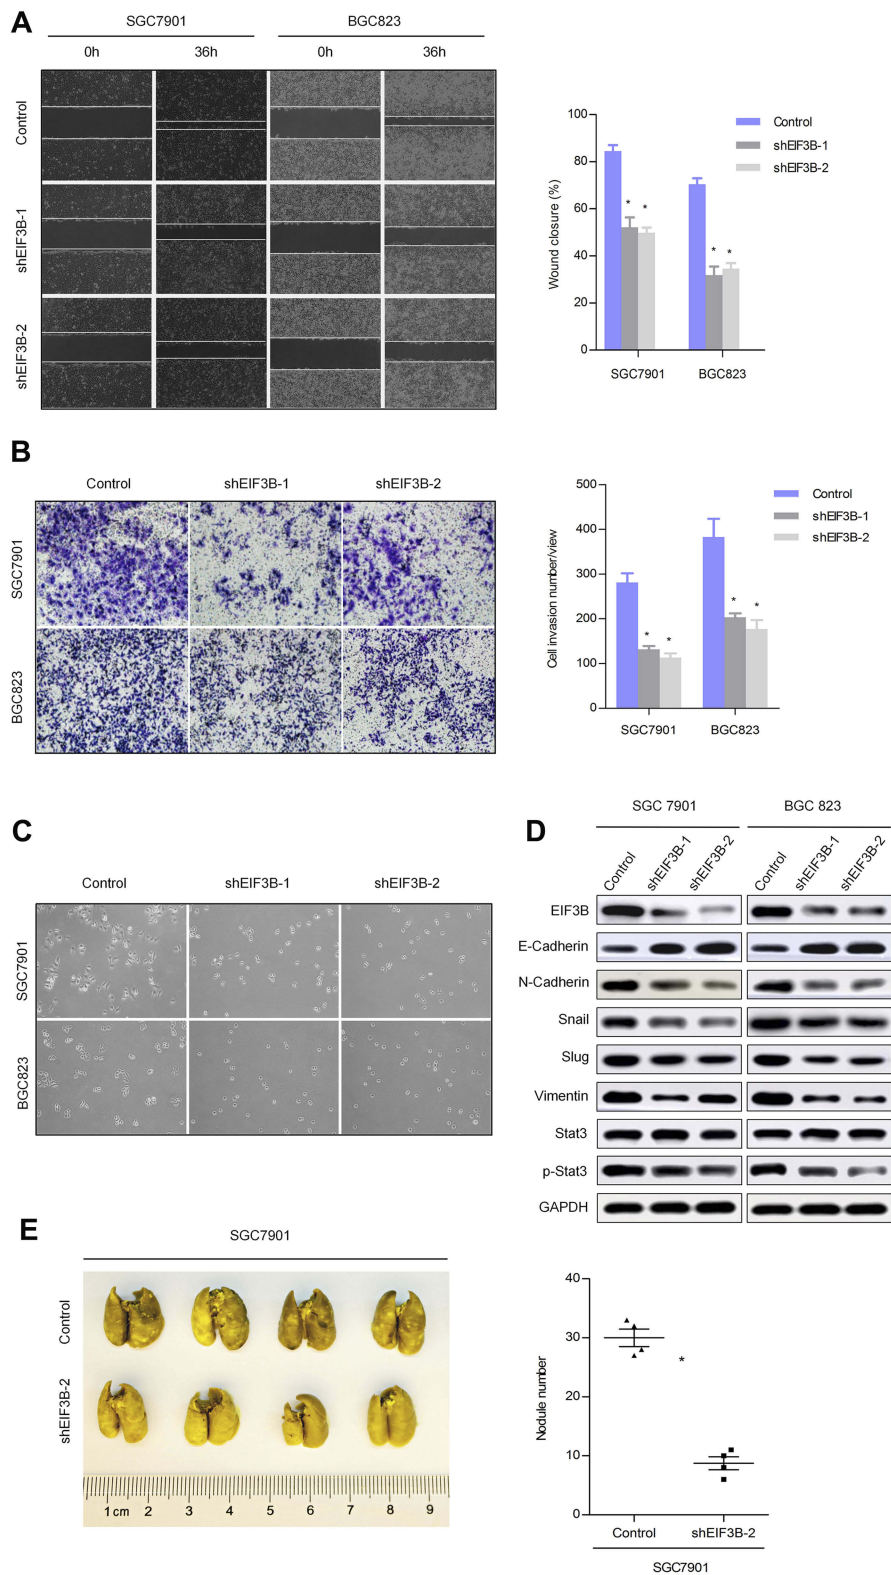 A
SGC7901 BGC823
0h 36h 0h 36h
Control
shEIF3B-1
shEIF3B-2
Wound closure (%)
100
80
60
40
20
0
* * * *
SGC7901 BGC823
Control
shEIF3B-1
shEIF3B-2
B
Control shEIF3B-1 shEIF3B-2
SGC7901
BGC823
Cell invasion number/view
500
400
300
200
100
0
* * * *
SGC7901 BGC823
Control
shEIF3B-1
shEIF3B-2
C
Control shEIF3B-1 shEIF3B-2
SGC7901
BGC823
D
SGC 7901 BGC 823
Control shEIF3B-1 shEIF3B-2 Control shEIF3B-1 shEIF3B-2
EIF3B
E-Cadherin
N-Cadherin
Snail
Slug
Vimentin
Stat3
p-Stat3
GAPDH
E
SGC7901
Control
shEIF3B-2
1 cm 2 3 4 5 6 7 8 9
Nodule number
40
30
20
10
0
*
Control shEIF3B-2
SGC7901